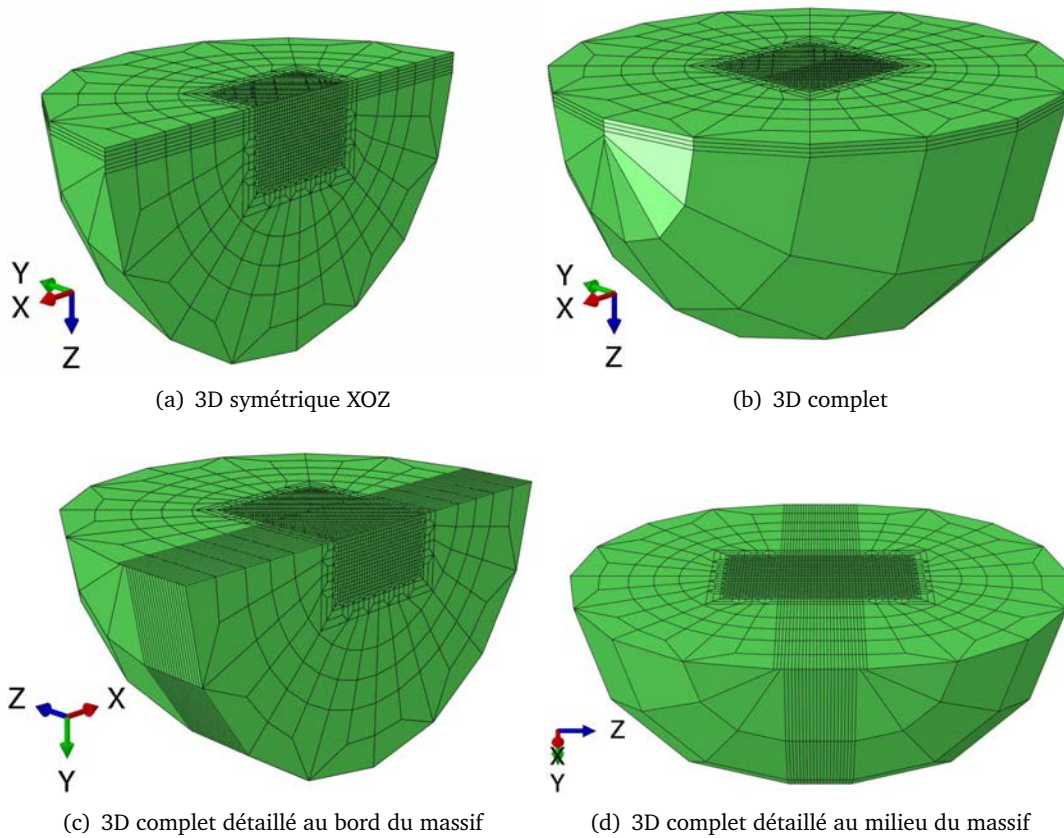 Y
X
Z
(a) 3D symétrique XOZ
Y
X
Z
(b) 3D complet
Z
X
Y
(c) 3D complet détaillé au bord du massif
Z
X
Y
(d) 3D complet détaillé au milieu du massif